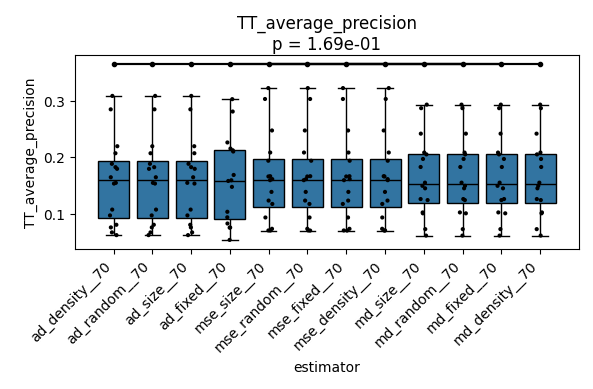 TT_average_precision
p = 1.69e-01
TT_average_precision
0.3
0.2
0.1
ad_density__70
ad_random__70
ad_size__70
ad_fixed__70
mse_size__70
mse_random__70
mse_fixed__70
mse_density__70
md_size__70
md_random__70
md_fixed__70
md_density__70
estimator